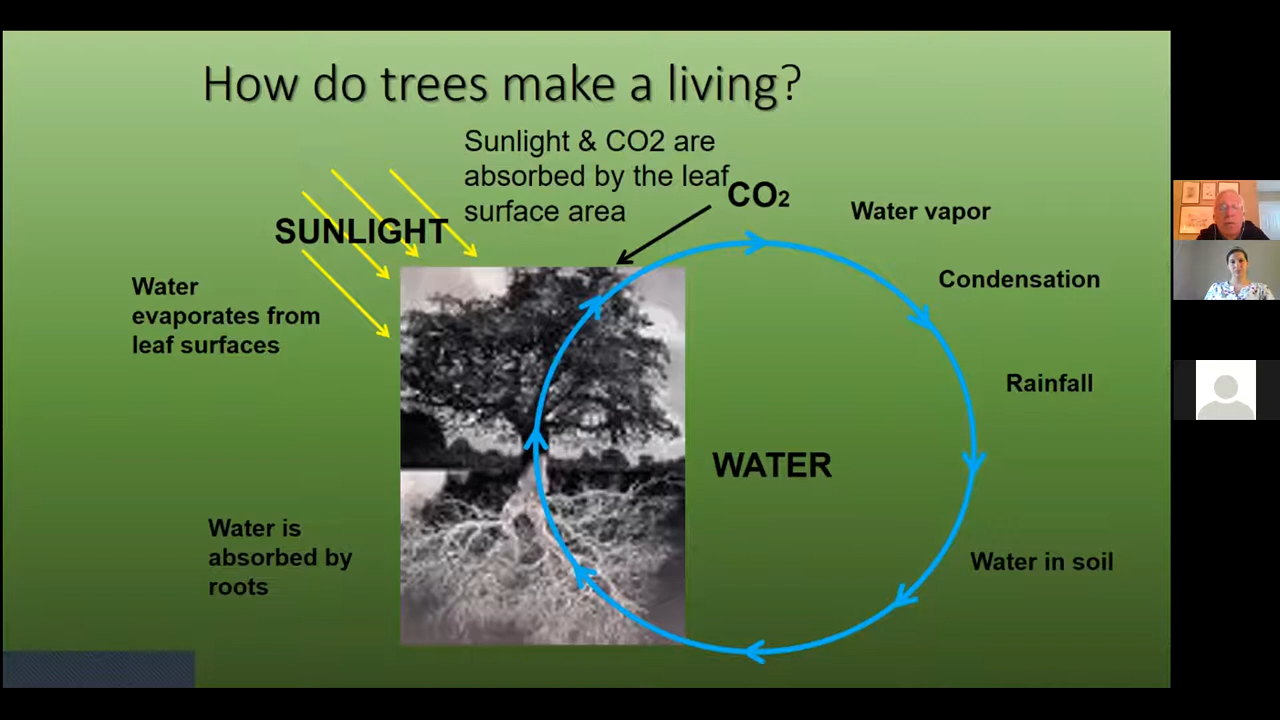 How do trees make a living?
Sunlight & CO2 are
absorbed by the leaf
surface area
CO₂
SUNLIGHT
Water vapor
Condensation
Water
evaporates from
leaf surfaces
Rainfall
WATER
Water is
absorbed by
roots
Water in soil